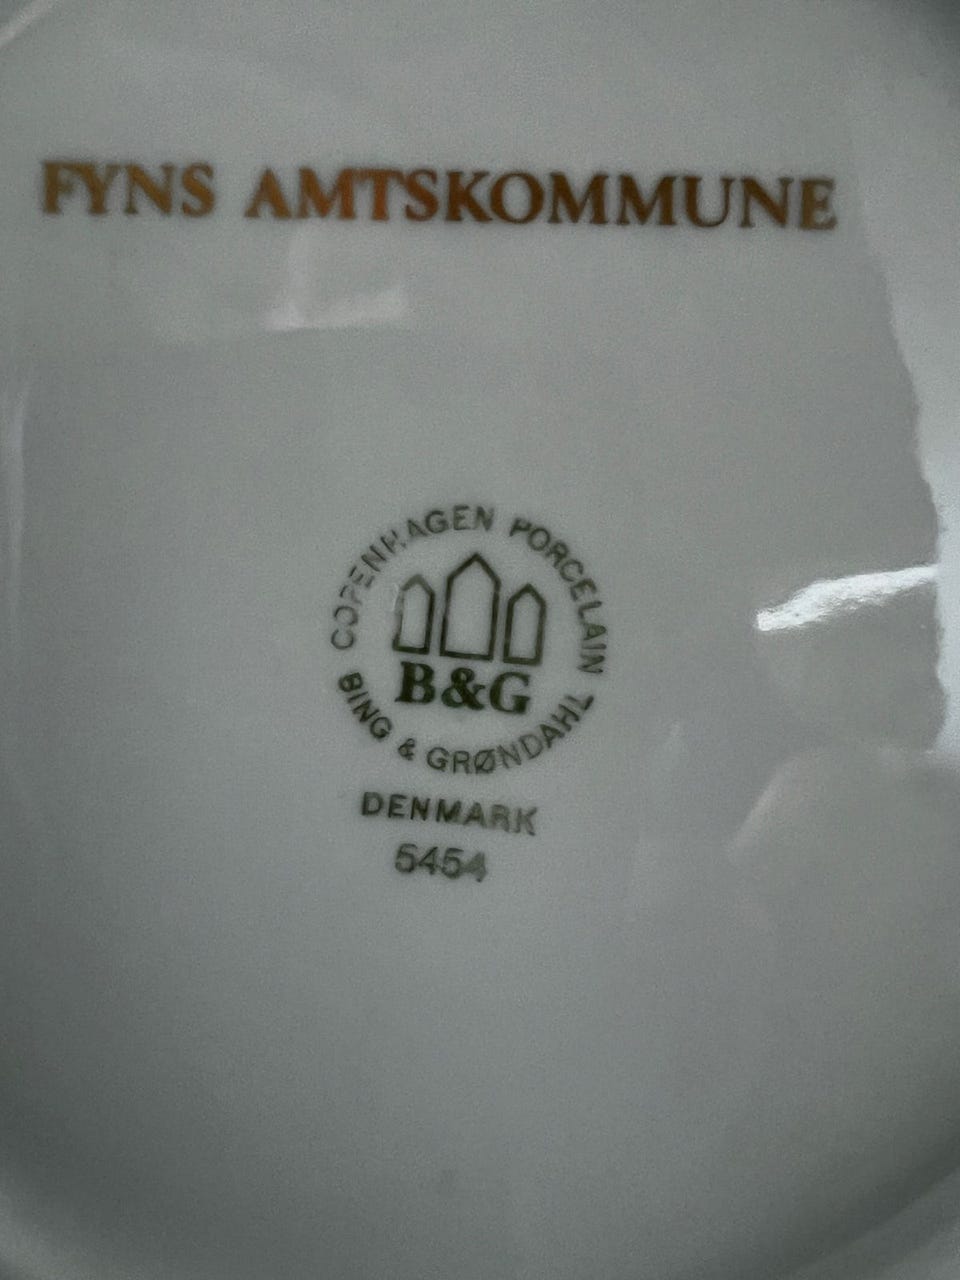 FYNS AMTSKOMMUNE
COPENHAGEN PORCELAIN
B&G
BING & GRØNDAHL
DENMARK
5454